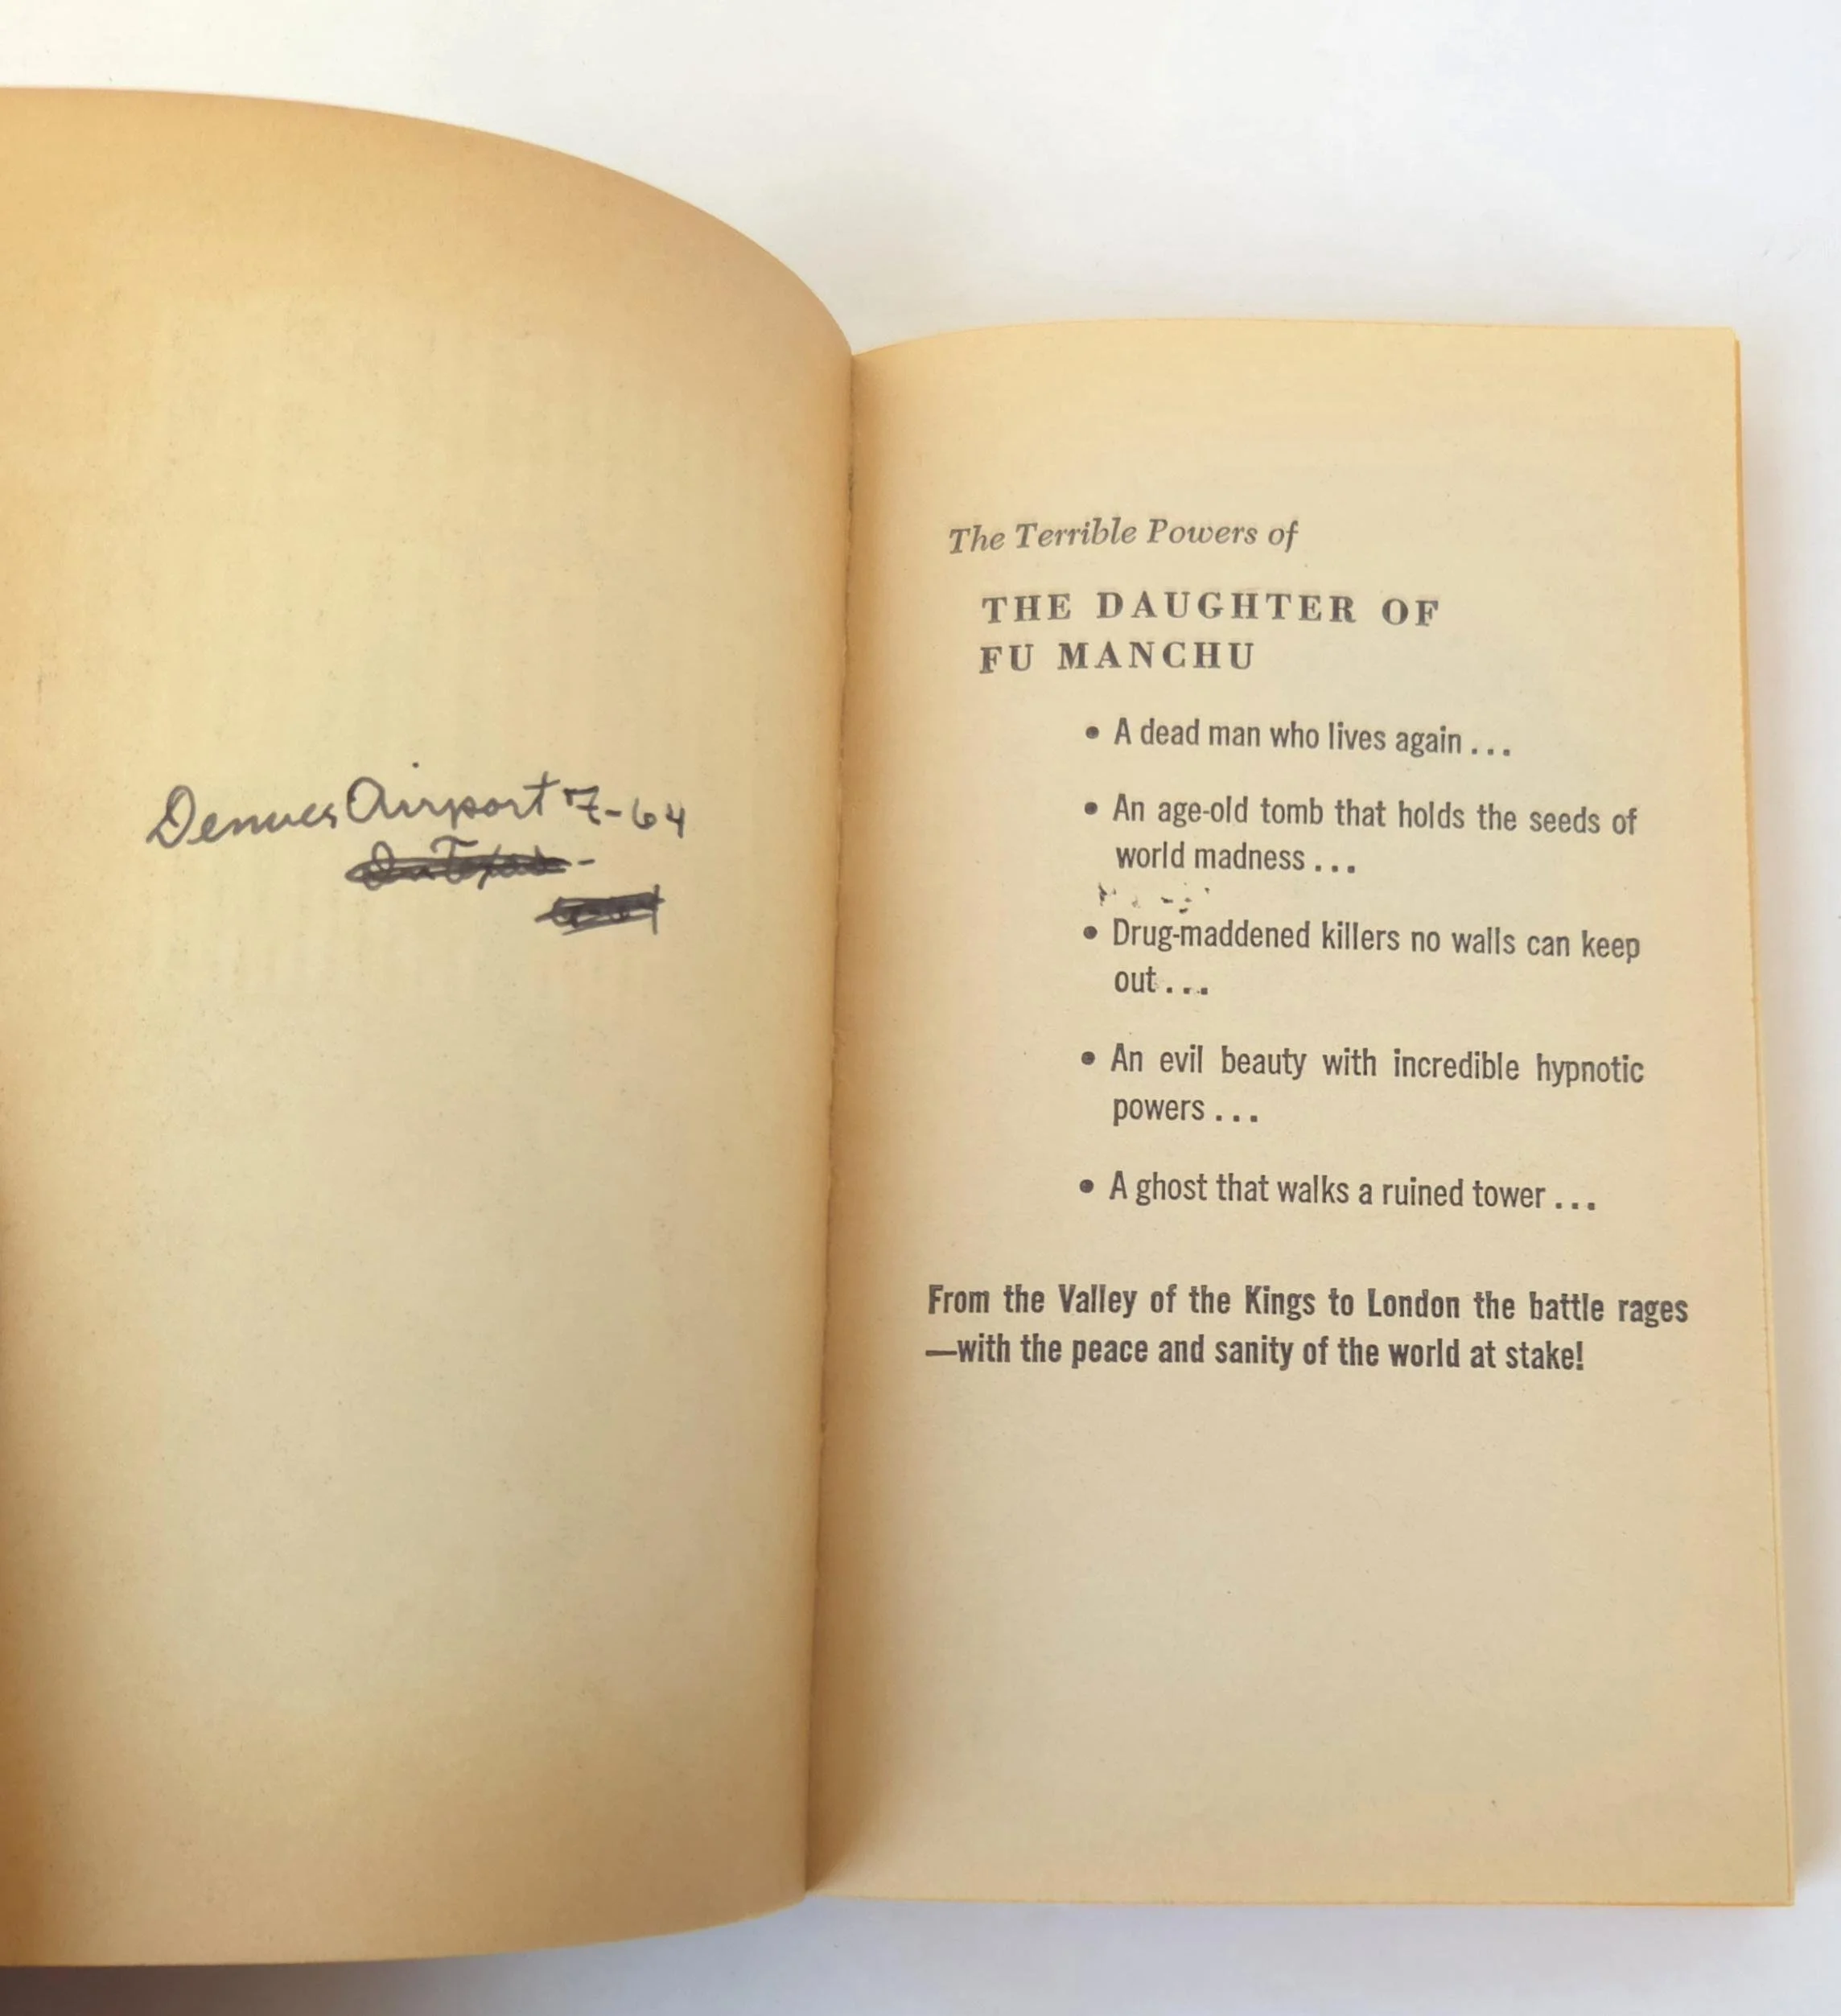 Denver Airport 7-64
The Terrible Powers of
THE DAUGHTER OF
FU MANCHU
• A dead man who lives again . . .
• An age-old tomb that holds the seeds of
world madness . . .
• Drug-maddened killers no walls can keep
out . . .
• An evil beauty with incredible hypnotic
powers . . .
• A ghost that walks a ruined tower . . .
From the Valley of the Kings to London the battle rages
—with the peace and sanity of the world at stake!